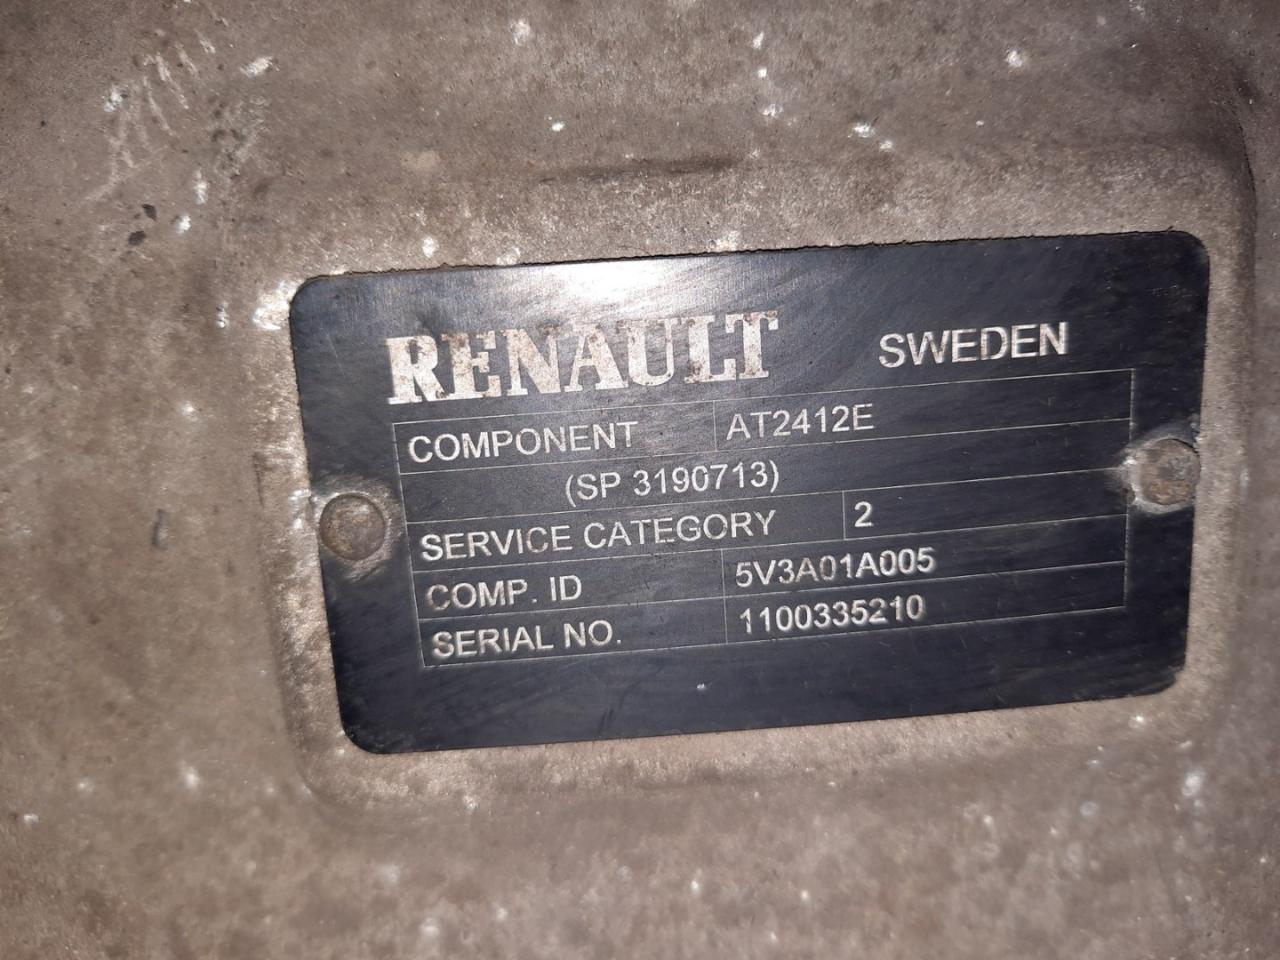 RENAULT SWEDEN
COMPONENT AT2412E
(SP 3190713)
SERVICE CATEGORY 2
COMP. ID 5V3A01A005
SERIAL NO. 1100335210